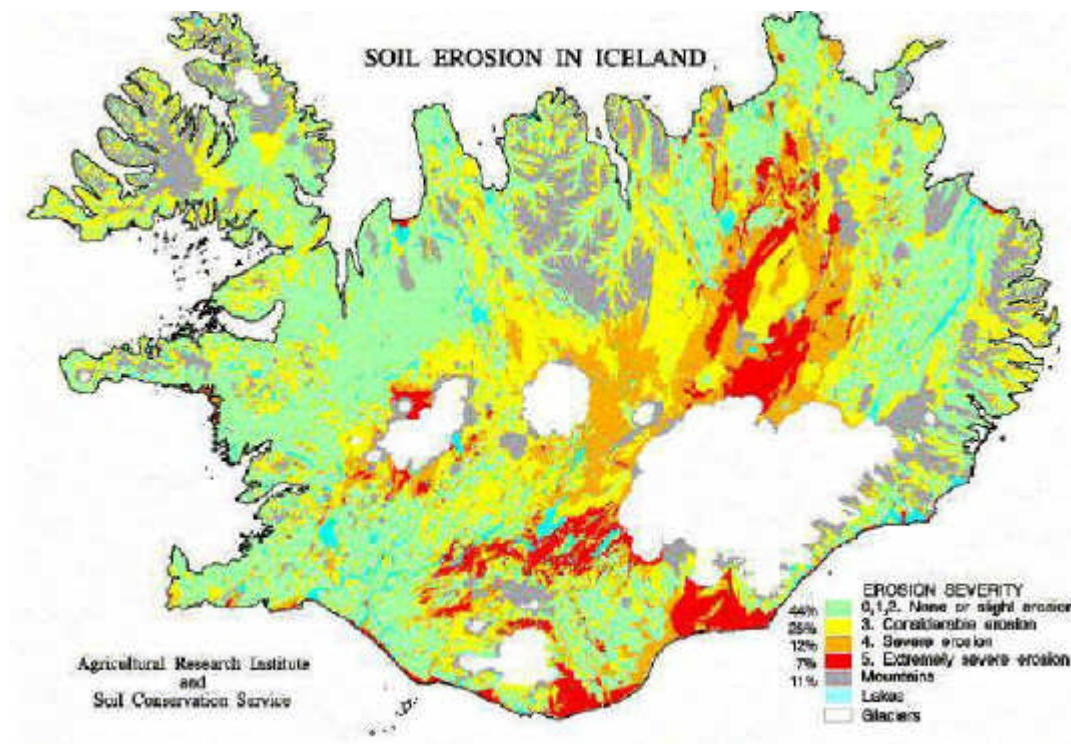 SOIL EROSION IN ICELAND
EROSION SEVERITY
44% 0,1,2. None or slight erosion
26% 3. Considerable erosion
12% 4. Severe erosion
7% 5. Extremely severe erosion
11% Mountains
Lakes
Glaciers
Agricultural Research Institute
and
Soil Conservation Service